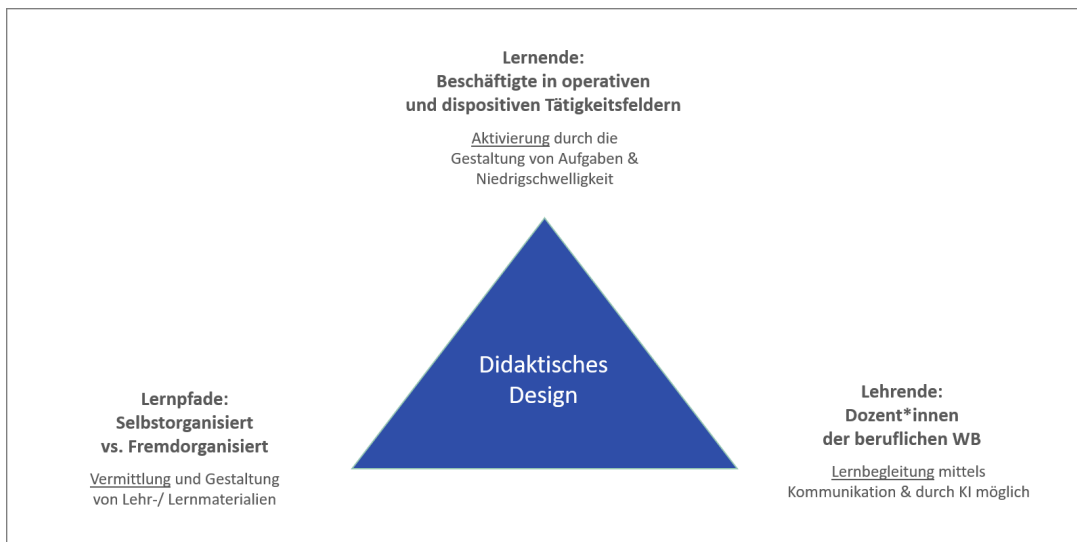 Lernende:
Beschäftigte in operativen
und dispositiven Tätigkeitsfeldern
Aktivierung durch die
Gestaltung von Aufgaben &
Niedrigschwelligkeit
Didaktisches
Design
Lernpfade:
Selbstorganisiert
vs. Fremdorganisiert
Vermittlung und Gestaltung
von Lehr-/ Lernmaterialien
Lehrende:
Dozent*innen
der beruflichen WB
Lernbegleitung mittels
Kommunikation & durch KI möglich